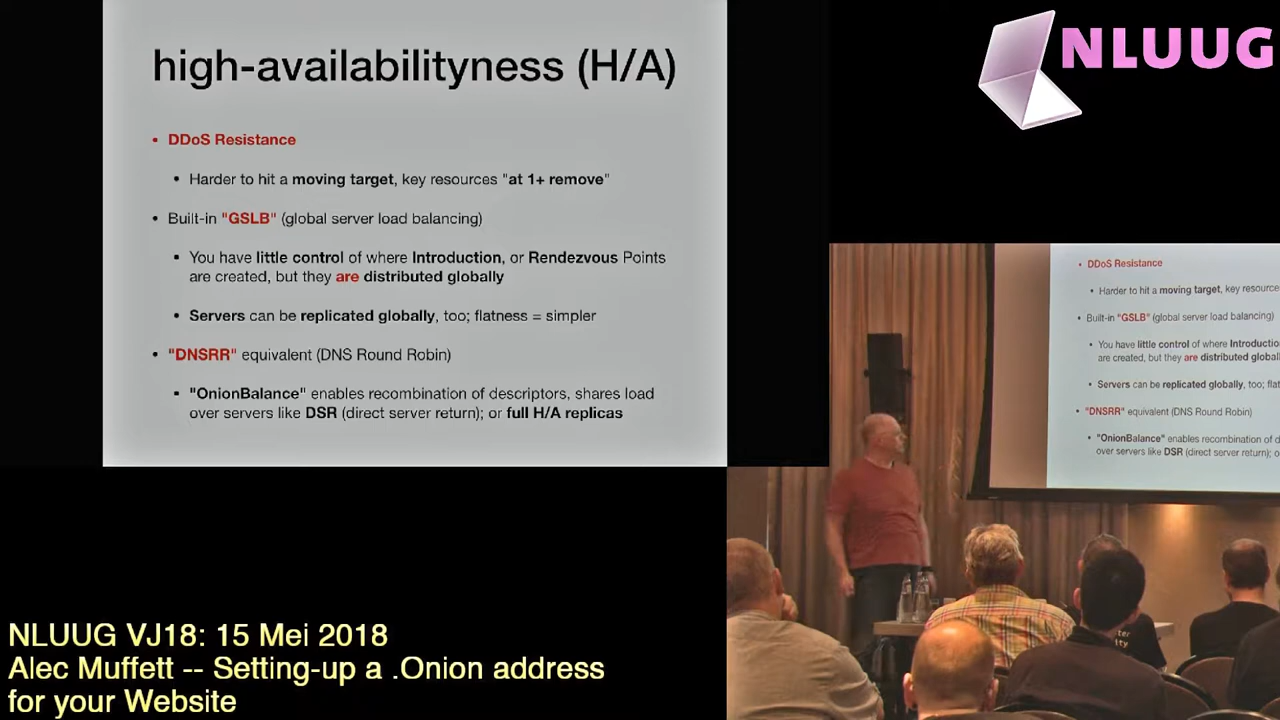 high-availabilityness (H/A)
• DDoS Resistance
• Harder to hit a moving target, key resources "at 1+ remove"
• Built-in "GSLB" (global server load balancing)
▪ You have little control of where Introduction, or Rendezvous Points
are created, but they are distributed globally
▪ Servers can be replicated globally, too; flatness = simpler
• "DNSRR" equivalent (DNS Round Robin)
▪ "OnionBalance" enables recombination of descriptors, shares load
over servers like DSR (direct server return); or full H/A replicas
NLUUG
• DDoS Resistance
• Harder to hit a moving target, key resource
• Built-in "GSLB" (global server load balancing)
• You have little control of where Introductio
are created, but they are distributed global
• Servers can be replicated globally, too; flat
• "DNSRR" equivalent (DNS Round Robin)
• "OnionBalance" enables recombination of d
over servers like DSR (direct server return); o
NLUUG VJ18: 15 Mei 2018
Alec Muffett -- Setting-up a .Onion address
for your Website